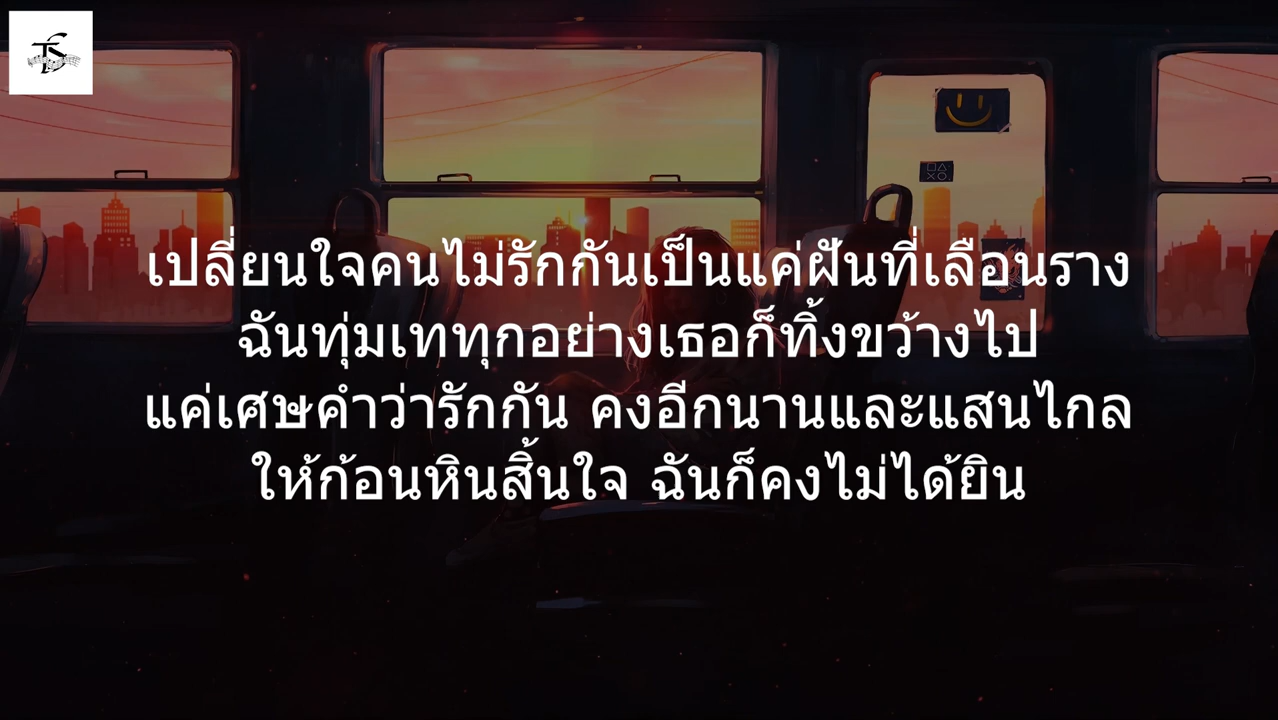 เปลี่ยนใจคนไม่รักกันเป็นแค่ฝันที่เลือนราง
ฉันทุ่มเททุกอย่างเธอก็ทิ้งขว้างไป
แค่เศษคำว่ารักกัน คงอีกนานและแสนไกล
ให้ก้อนหินสิ้นใจ ฉันก็คงไม่ได้ยิน